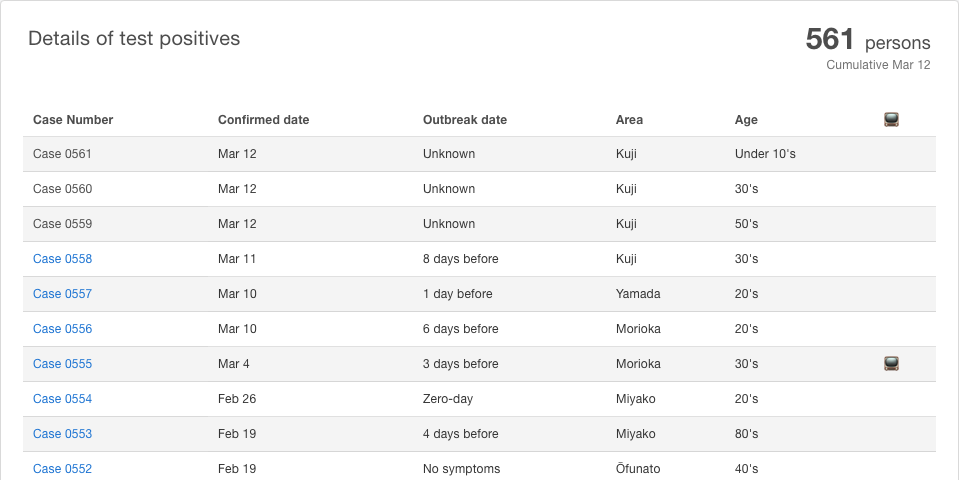 Details of test positives
561 persons
Cumulative Mar 12
Case Number Confirmed date Outbreak date Area Age
Case 0561 Mar 12 Unknown Kuji Under 10's
Case 0560 Mar 12 Unknown Kuji 30's
Case 0559 Mar 12 Unknown Kuji 50's
Case 0558 Mar 11 8 days before Kuji 30's
Case 0557 Mar 10 1 day before Yamada 20's
Case 0556 Mar 10 6 days before Morioka 20's
Case 0555 Mar 4 3 days before Morioka 30's
Case 0554 Feb 26 Zero-day Miyako 20's
Case 0553 Feb 19 4 days before Miyako 80's
Case 0552 Feb 19 No symptoms Ōfunato 40's